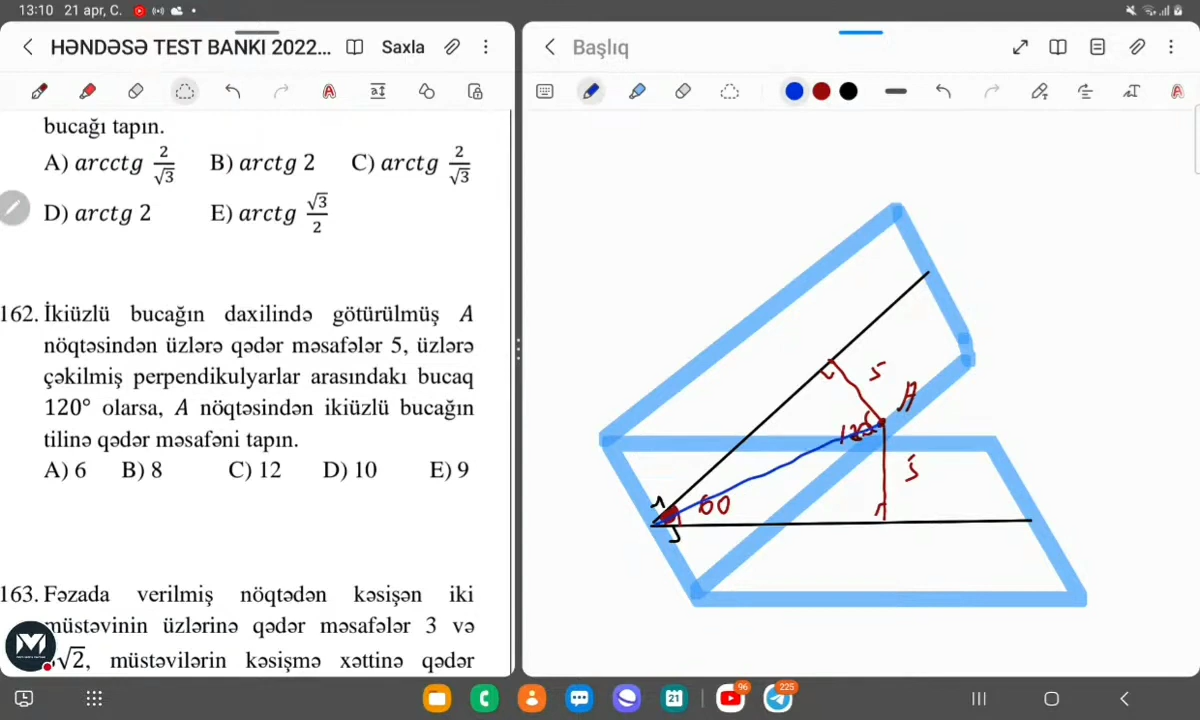 13:10 21 apr, C.
HƏNDƏSƏ TEST BANKI 2022... Saxla
bucağı tapın.
A) arcctg 2/√3 B) arctg 2 C) arctg 2/√3
D) arctg 2 E) arctg √3/2
162. İkiüzlü bucağın daxilində götürülmüş A
nöqtəsindən üzlərə qədər məsafələr 5, üzlərə
çəkilmiş perpendikulyarlar arasındakı bucaq
120° olarsa, A nöqtəsindən ikiüzlü bucağın
tilinə qədər məsafəni tapın.
A) 6 B) 8 C) 12 D) 10 E) 9
163. Fəzada verilmiş nöqtədən kəsişən iki
müstəvinin üzlərinə qədər məsafələr 3 və
√2, müstəvilərin kəsişmə xəttinə qədər
Başlıq
5
A
120
5
60
21
96
225